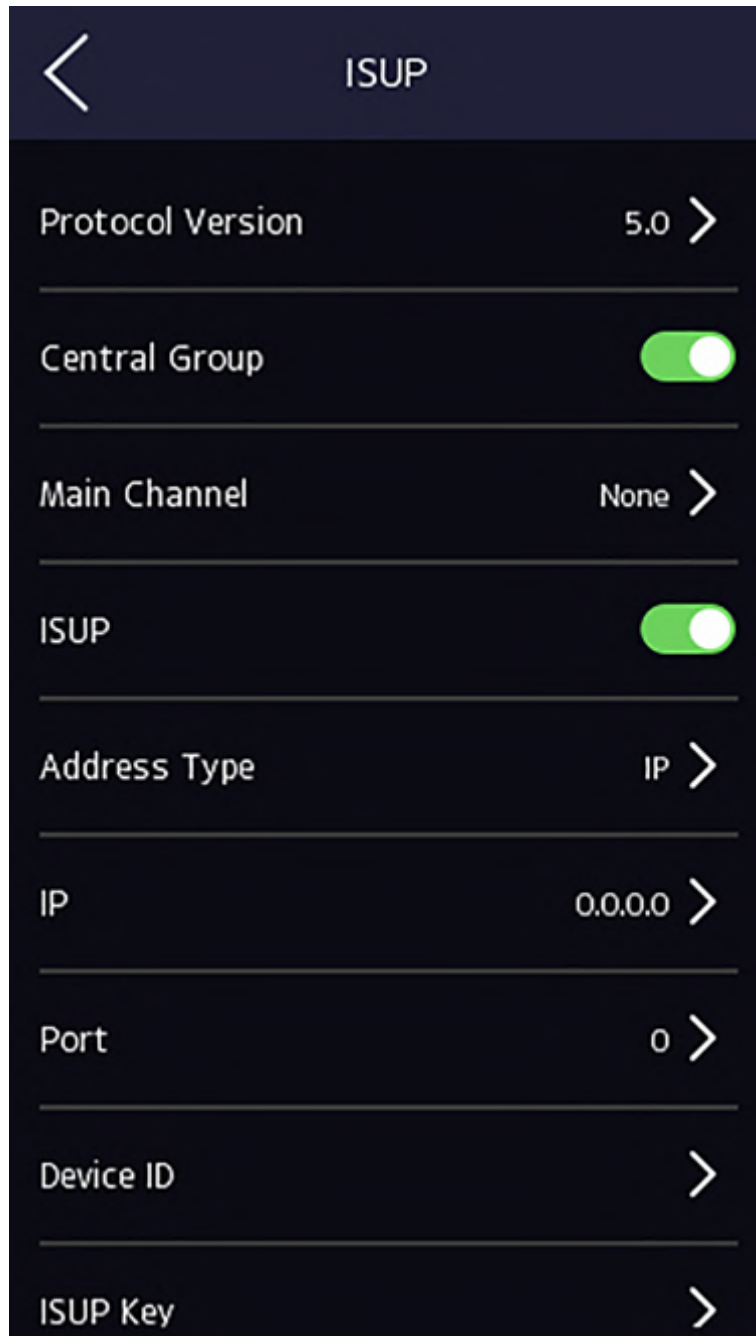 ISUP
Protocol Version 5.0
Central Group
Main Channel None
ISUP
Address Type IP
IP 0.0.0.0
Port 0
Device ID
ISUP Key